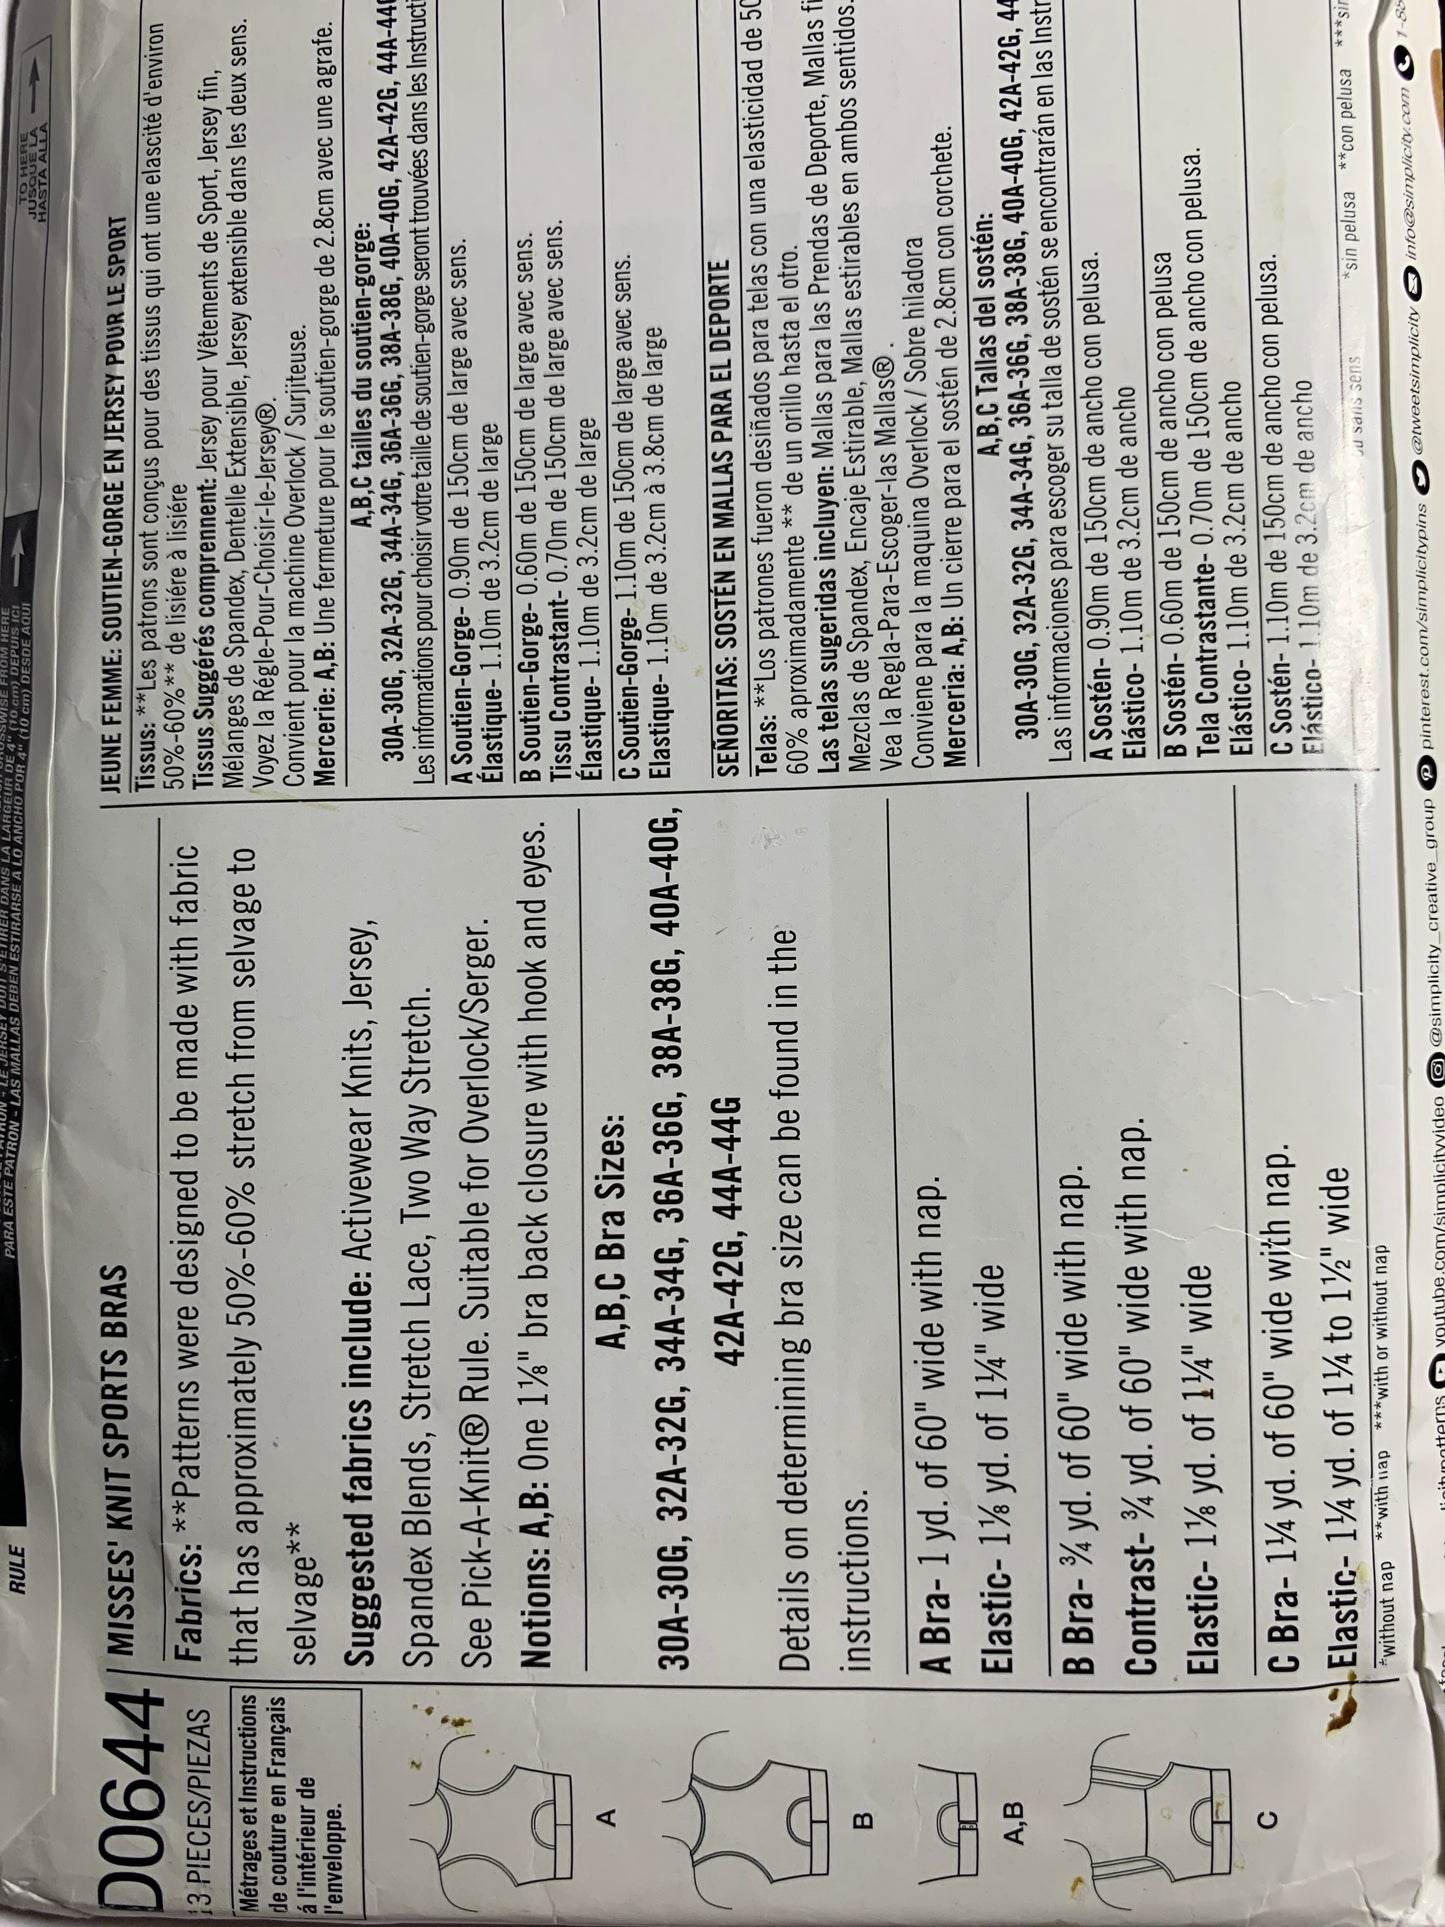 RULE
PARA ESTE PATRON - LAS MALLAS DEBEN ESTIRARSE A LO ANCHO POR 4" (10 cm) DESDE AQUI
TO HERE
JUSQUE LA
HASTA ALLA
D0644
13 PIECES/PIEZAS
Métrages et Instructions
de couture en Français
á l'intérieur de
l'enveloppe.
A
B
A,B
C
MISSES' KNIT SPORTS BRAS
Fabrics: **Patterns were designed to be made with fabric
that has approximately 50%-60% stretch from selvage to
selvage**
Suggested fabrics include: Activewear Knits, Jersey,
Spandex Blends, Stretch Lace, Two Way Stretch.
See Pick-A-Knit® Rule. Suitable for Overlock/Serger.
Notions: A,B: One 1⅛" bra back closure with hook and eyes.
A,B,C Bra Sizes:
30A-30G, 32A-32G, 34A-34G, 36A-36G, 38A-38G, 40A-40G,
42A-42G, 44A-44G
Details on determining bra size can be found in the
instructions.
A Bra- 1 yd. of 60" wide with nap.
Elastic- 1⅛ yd. of 1¼" wide
B Bra- ¾ yd. of 60" wide with nap.
Contrast- ¾ yd. of 60" wide with nap.
Elastic- 1⅛ yd. of 1¼" wide
C Bra- 1¼ yd. of 60" wide with nap.
Elastic- 1¼ yd. of 1¼ to 1½" wide
*without nap **with nap ***with or without nap
JEUNE FEMME: SOUTIEN-GORGE EN JERSEY POUR LE SPORT
Tissus: **Les patrons sont conçus pour des tissus qui ont une elascité d'environ
50%-60%** de lisiére à lisiére
Tissus Suggérés comprennent: Jersey pour Vêtements de Sport, Jersey fin,
Mélanges de Spandex, Dentelle Extensible, Jersey extensible dans les deux sens.
Voyez la Régle-Pour-Choisir-le-Jersey®.
Convient pour la machine Overlock / Surjiteuse.
Mercerie: A,B: Une fermeture pour le soutien-gorge de 2.8cm avec une agrafe.
A,B,C tailles du soutien-gorge:
30A-30G, 32A-32G, 34A-34G, 36A-36G, 38A-38G, 40A-40G, 42A-42G, 44A-44G
Les informations pour choisir votre taille de soutien-gorge seront trouvées dans les Instructi
A Soutien-Gorge- 0.90m de 150cm de large avec sens.
Élastique- 1.10m de 3.2cm de large
B Soutien-Gorge- 0.60m de 150cm de large avec sens.
Tissu Contrastant- 0.70m de 150cm de large avec sens.
Élastique- 1.10m de 3.2cm de large
C Soutien-Gorge- 1.10m de 150cm de large avec sens.
Elastique- 1.10m de 3.2cm à 3.8cm de large
SEÑORITAS: SOSTÉN EN MALLAS PARA EL DEPORTE
Telas: **Los patrones fueron desiñados para telas con una elasticidad de 50
60% aproximadamente ** de un orillo hasta el otro.
Las telas sugeridas incluyen: Mallas para las Prendas de Deporte, Mallas fi
Mezclas de Spandex, Encaje Estirable, Mallas estirables en ambos sentidos.
Vea la Regla-Para-Escoger-las Mallas® .
Conviene para la maquina Overlock / Sobre hiladora
Merceria: A,B: Un cierre para el sostén de 2.8cm con corchete.
A,B,C Tallas del sostén:
30A-30G, 32A-32G, 34A-34G, 36A-36G, 38A-38G, 40A-40G, 42A-42G, 44
Las informaciones para escoger su talla de sostén se encontrarán en las Instr
A Sostén- 0.90m de 150cm de ancho con pelusa.
Elástico- 1.10m de 3.2cm de ancho
B Sostén- 0.60m de 150cm de ancho con pelusa
Tela Contrastante- 0.70m de 150cm de ancho con pelusa.
Elástico- 1.10m de 3.2cm de ancho
C Sostén- 1.10m de 150cm de ancho con pelusa.
Elástico- 1.10m de 3.2cm de ancho
sans sens
*sin pelusa **con pelusa ***sin
youtube.com/simplicityvideo @simplicity_creative_group pinterest.com/simplicitypins @tweetsimplicity info@simplicity.com 1-88